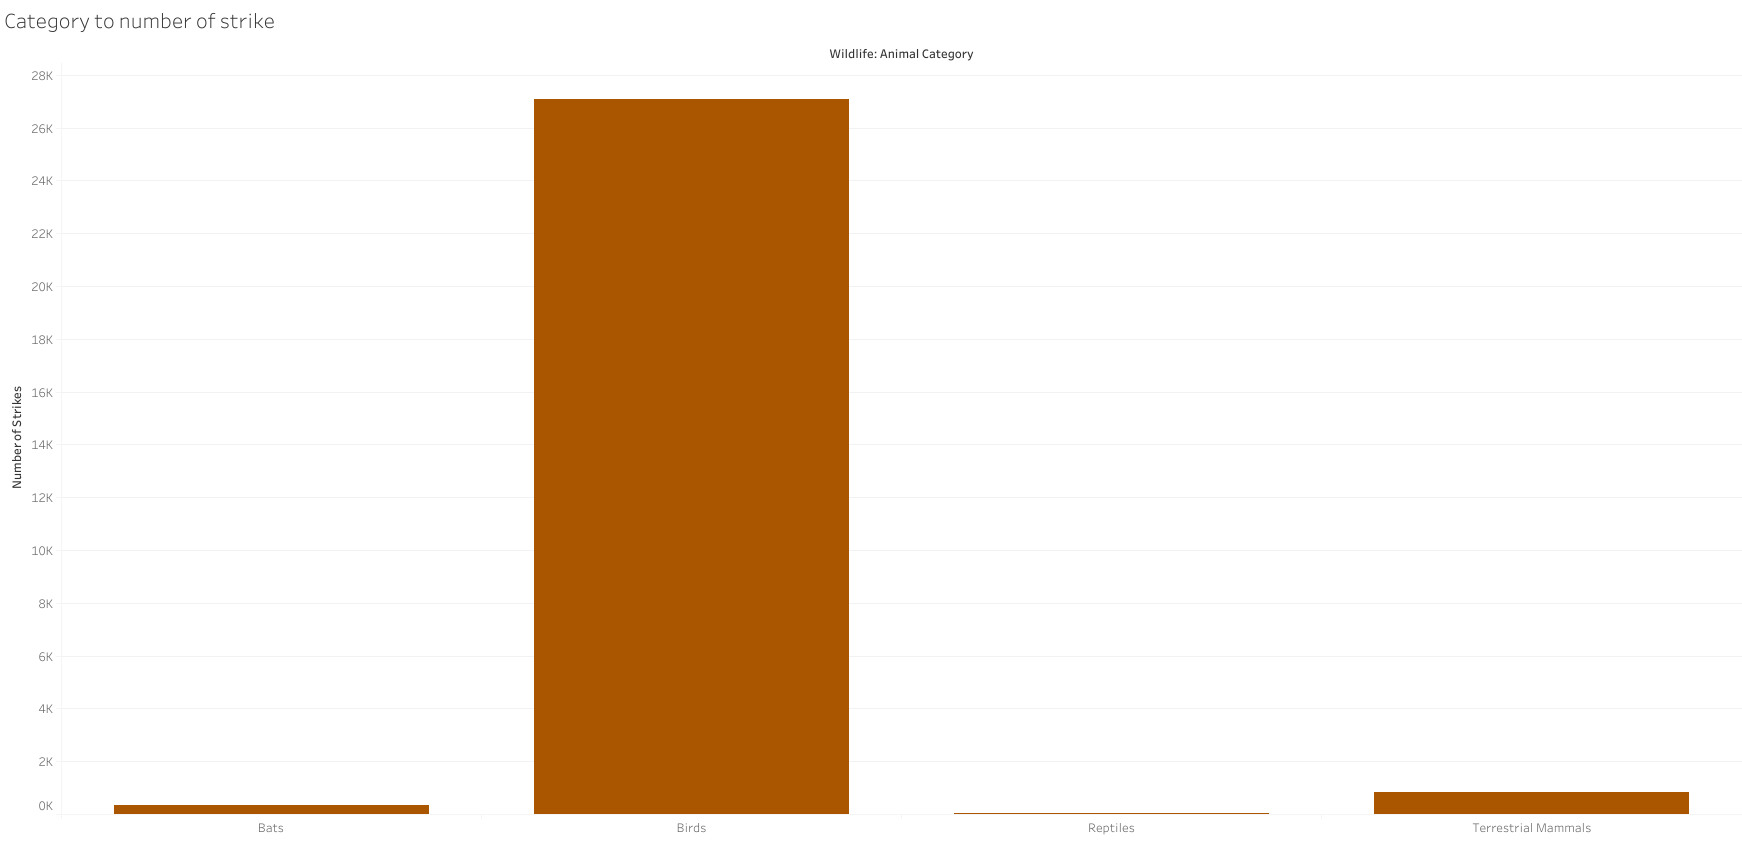 Category to number of strike
Wildlife: Animal Category
28K
26K
24K
22K
20K
18K
16K
14K
12K
10K
8K
6K
4K
2K
0K
Number of Strikes
Bats
Birds
Reptiles
Terrestrial Mammals